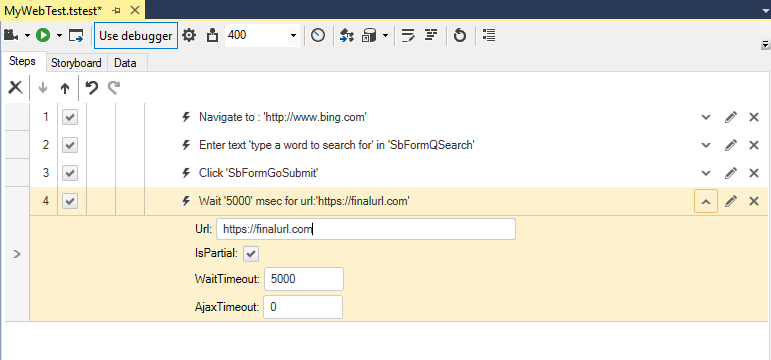 MyWebTest.tstest*
Use debugger
400
Steps Storyboard Data
1 Navigate to : 'http://www.bing.com'
2 Enter text 'type a word to search for' in 'SbFormQSearch'
3 Click 'SbFormGoSubmit'
4 Wait '5000' msec for url:'https://finalurl.com'
Url: https://finalurl.com
IsPartial:
WaitTimeout: 5000
AjaxTimeout: 0